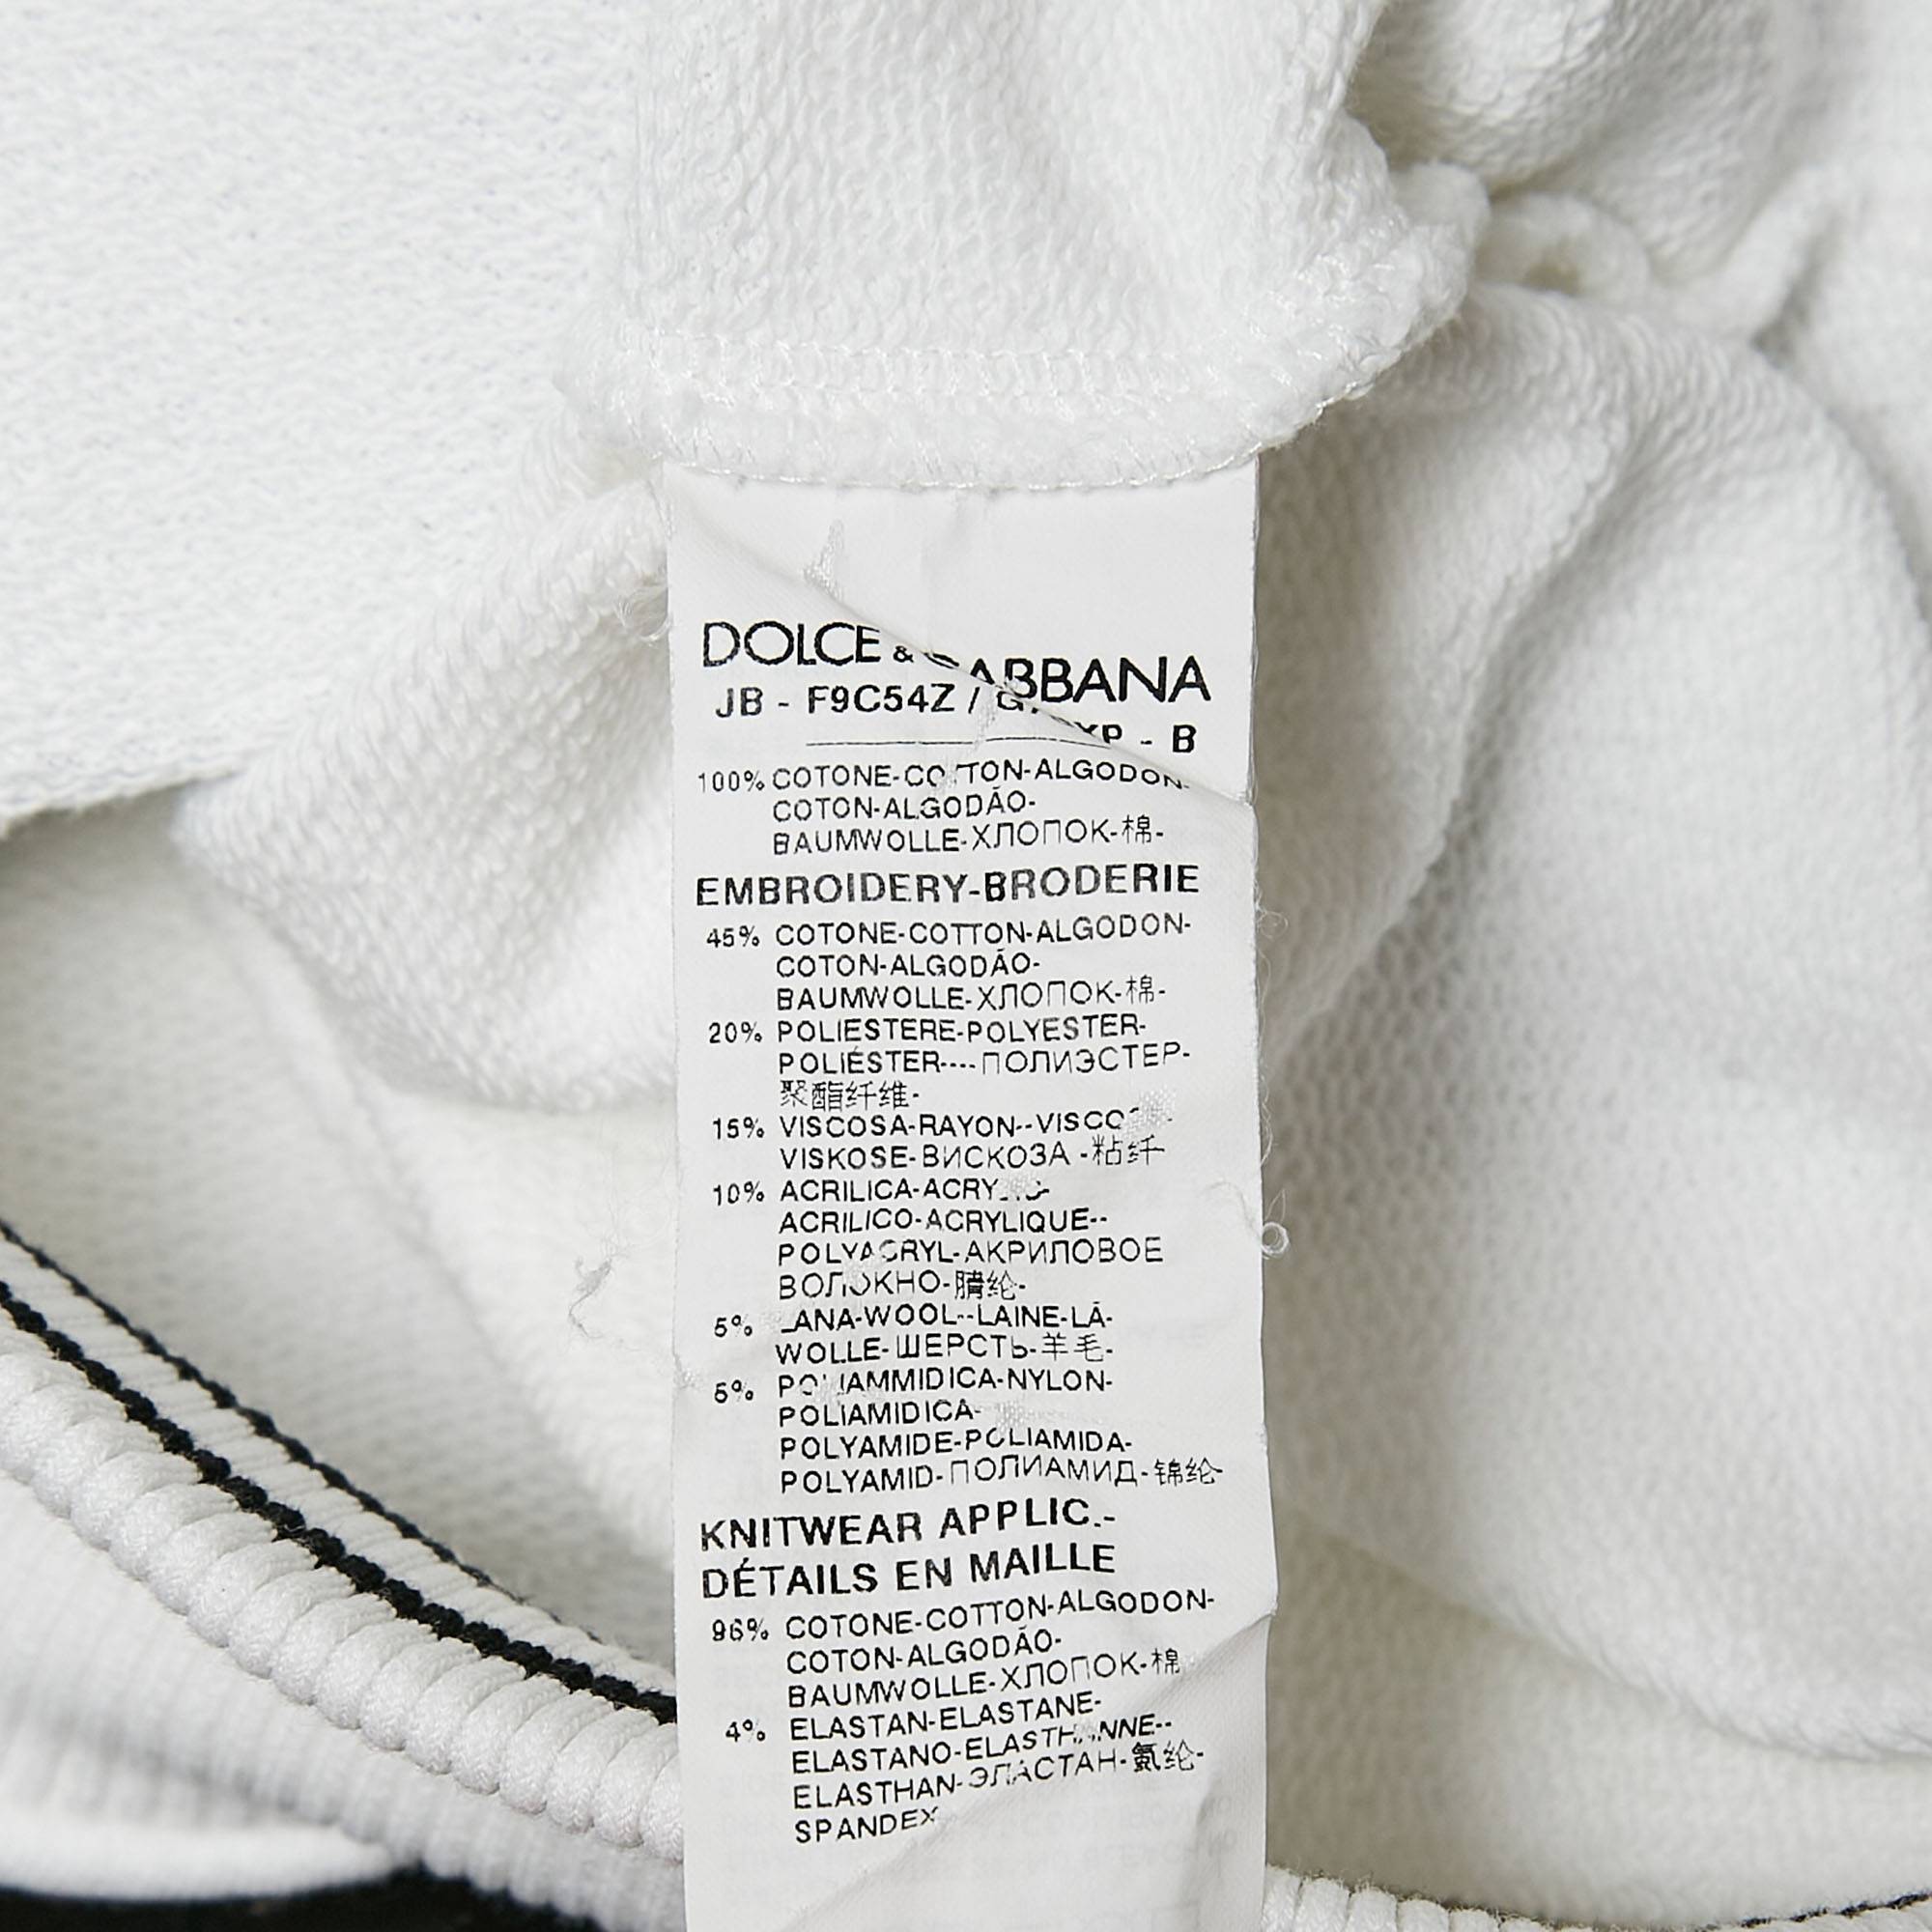 DOLCE & GABBANA
JB - F9C54Z /
- B
100% COTONE-COTTON-ALGODON-
COTON-ALGODÃO-
BAUMWOLLE-ХЛОПОК-棉-
EMBROIDERY-BRODERIE
45% COTONE-COTTON-ALGODON-
COTON-ALGODÃO-
BAUMWOLLE-ХЛОПОК-棉-
20% POLIESTERE-POLYESTER-
POLIÉSTER----ПОЛИЭСТЕР-
聚酯纤维-
15% VISCOSA-RAYON--
VISKOSE-ВИСКОЗА -粘纤-
10% ACRILICA-ACRYLIC-
ACRILICO-ACRYLIQUE--
POLYACRYL-АКРИЛОВОЕ
ВОЛОКНО-腈纶-
5% LANA-WOOL--LAINE-LÃ-
WOLLE-ШЕРСТЬ-羊毛-
5% POLIAMMIDICA-NYLON-
POLIAMIDICA-
POLYAMIDE-POLIAMIDA-
POLYAMID-ПОЛИАМИД-锦纶-
KNITWEAR APPLIC.-
DÉTAILS EN MAILLE
96% COTONE-COTTON-ALGODON-
COTON-ALGODÃO-
BAUMWOLLE-ХЛОПОК-棉
4% ELASTAN-ELASTANE-
ELASTANO-ELASTHANNE--
ELASTHAN-ЭЛАСТАН-氨纶-
SPANDEX